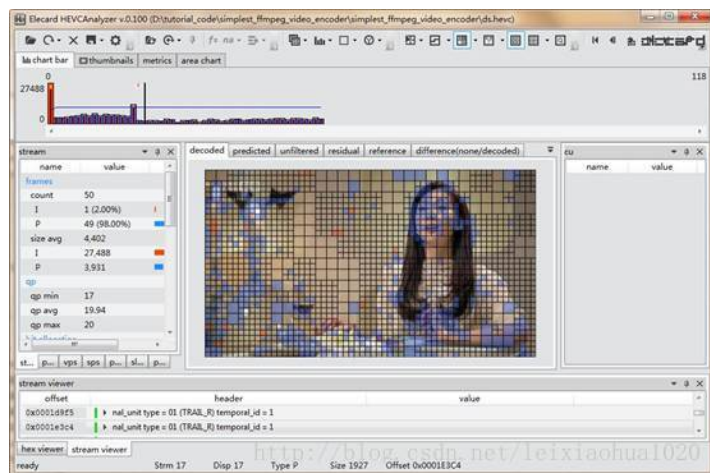 Elecard HEVCAnalyzer v.0.100 (D:\tutorial_code\simplest_ffmpeg_video_encoder\simplest_ffmpeg_video_encoder\ds.hevc)
chart bar thumbnails metrics area chart
0 118
27488
0
stream
name value
frames
count 50
I 1 (2.00%)
P 49 (98.00%)
size avg 4,402
I 27,488
P 3,931
qp
qp min 17
qp avg 19.94
qp max 20
st... p... vps sps p... sl... p...
decoded predicted unfiltered residual reference difference(none/decoded)
cu
name value
stream viewer
offset header value
0x0001d9f5 nal_unit type = 01 (TRAIL_R) temporal_id = 1
0x0001e3c4 nal_unit type = 01 (TRAIL_R) temporal_id = 1
hex viewer stream viewer
http://blog.csdn.net/leixiaohua1020
ready Strm 17 Disp 17 Type P Size 1927 Offset 0x0001E3C4